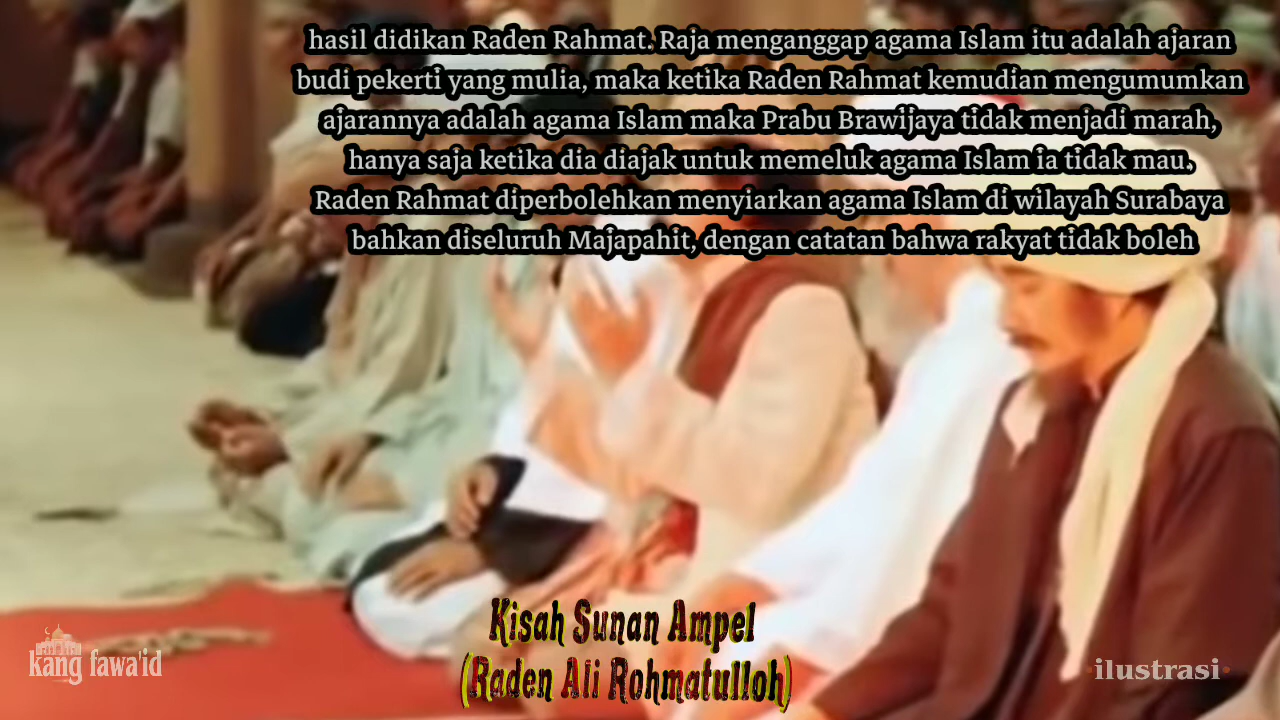 hasil didikan Raden Rahmat. Raja menganggap agama Islam itu adalah ajaran
budi pekerti yang mulia, maka ketika Raden Rahmat kemudian mengumumkan
ajarannya adalah agama Islam maka Prabu Brawijaya tidak menjadi marah,
hanya saja ketika dia diajak untuk memeluk agama Islam ia tidak mau.
Raden Rahmat diperbolehkan menyiarkan agama Islam di wilayah Surabaya
bahkan diseluruh Majapahit, dengan catatan bahwa rakyat tidak boleh
Kisah Sunan Ampel
(Raden Ali Rohmatulloh)
kang fawa'id
ilustrasi